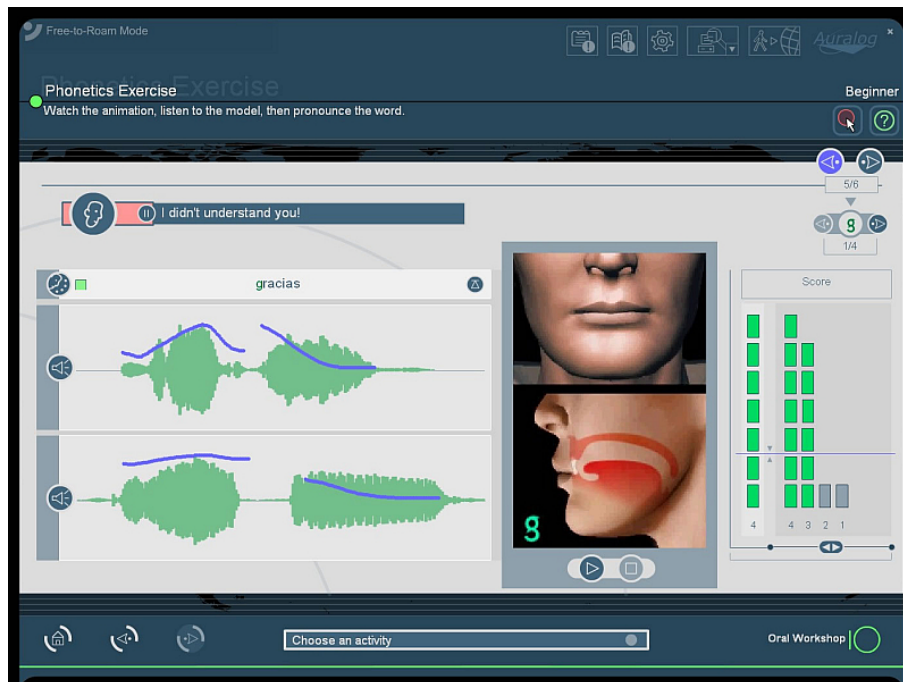 Free-to-Roam Mode
Auralog
Phonetics Exercise
Phonetics Exercise
Beginner
Watch the animation, listen to the model, then pronounce the word.
5/6
I didn't understand you!
g
1/4
gracias
Score
g
4 4 3 2 1
Choose an activity
Oral Workshop